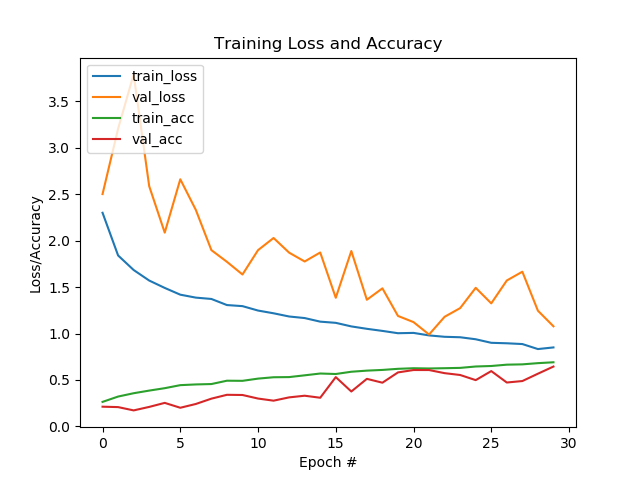 Training Loss and Accuracy
train_loss
val_loss
train_acc
val_acc
Loss/Accuracy
3.5
3.0
2.5
2.0
1.5
1.0
0.5
0.0
0 5 10 15 20 25 30
Epoch #